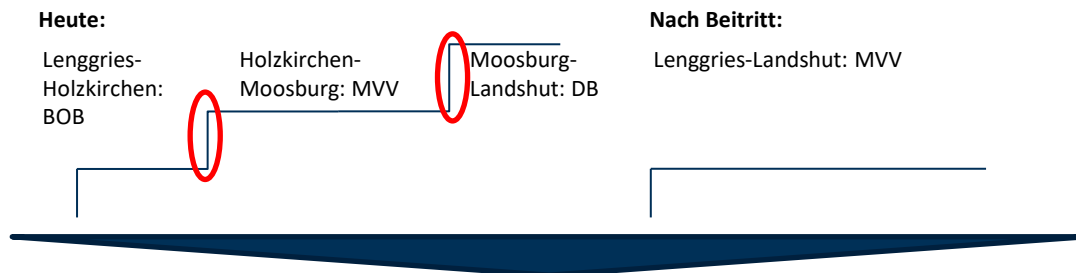 Heute:
Nach Beitritt:
Lenggries-
Holzkirchen:
BOB
Holzkirchen-
Moosburg: MVV
Moosburg-
Landshut: DB
Lenggries-Landshut: MVV